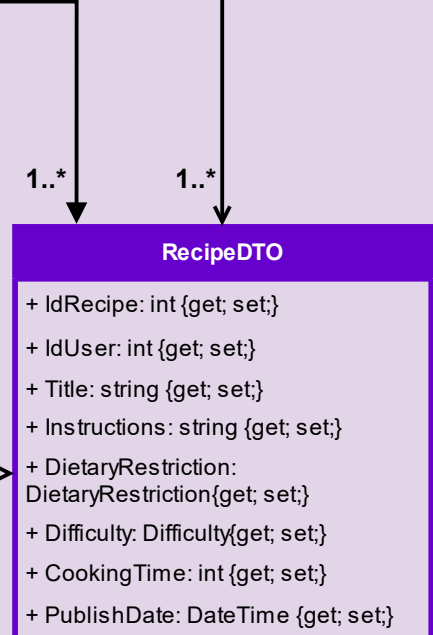 1..* 1..*
RecipeDTO
+ IdRecipe: int {get; set;}
+ IdUser: int {get; set;}
+ Title: string {get; set;}
+ Instructions: string {get; set;}
+ DietaryRestriction:
DietaryRestriction{get; set;}
+ Difficulty: Difficulty{get; set;}
+ CookingTime: int {get; set;}
+ PublishDate: DateTime {get; set;}